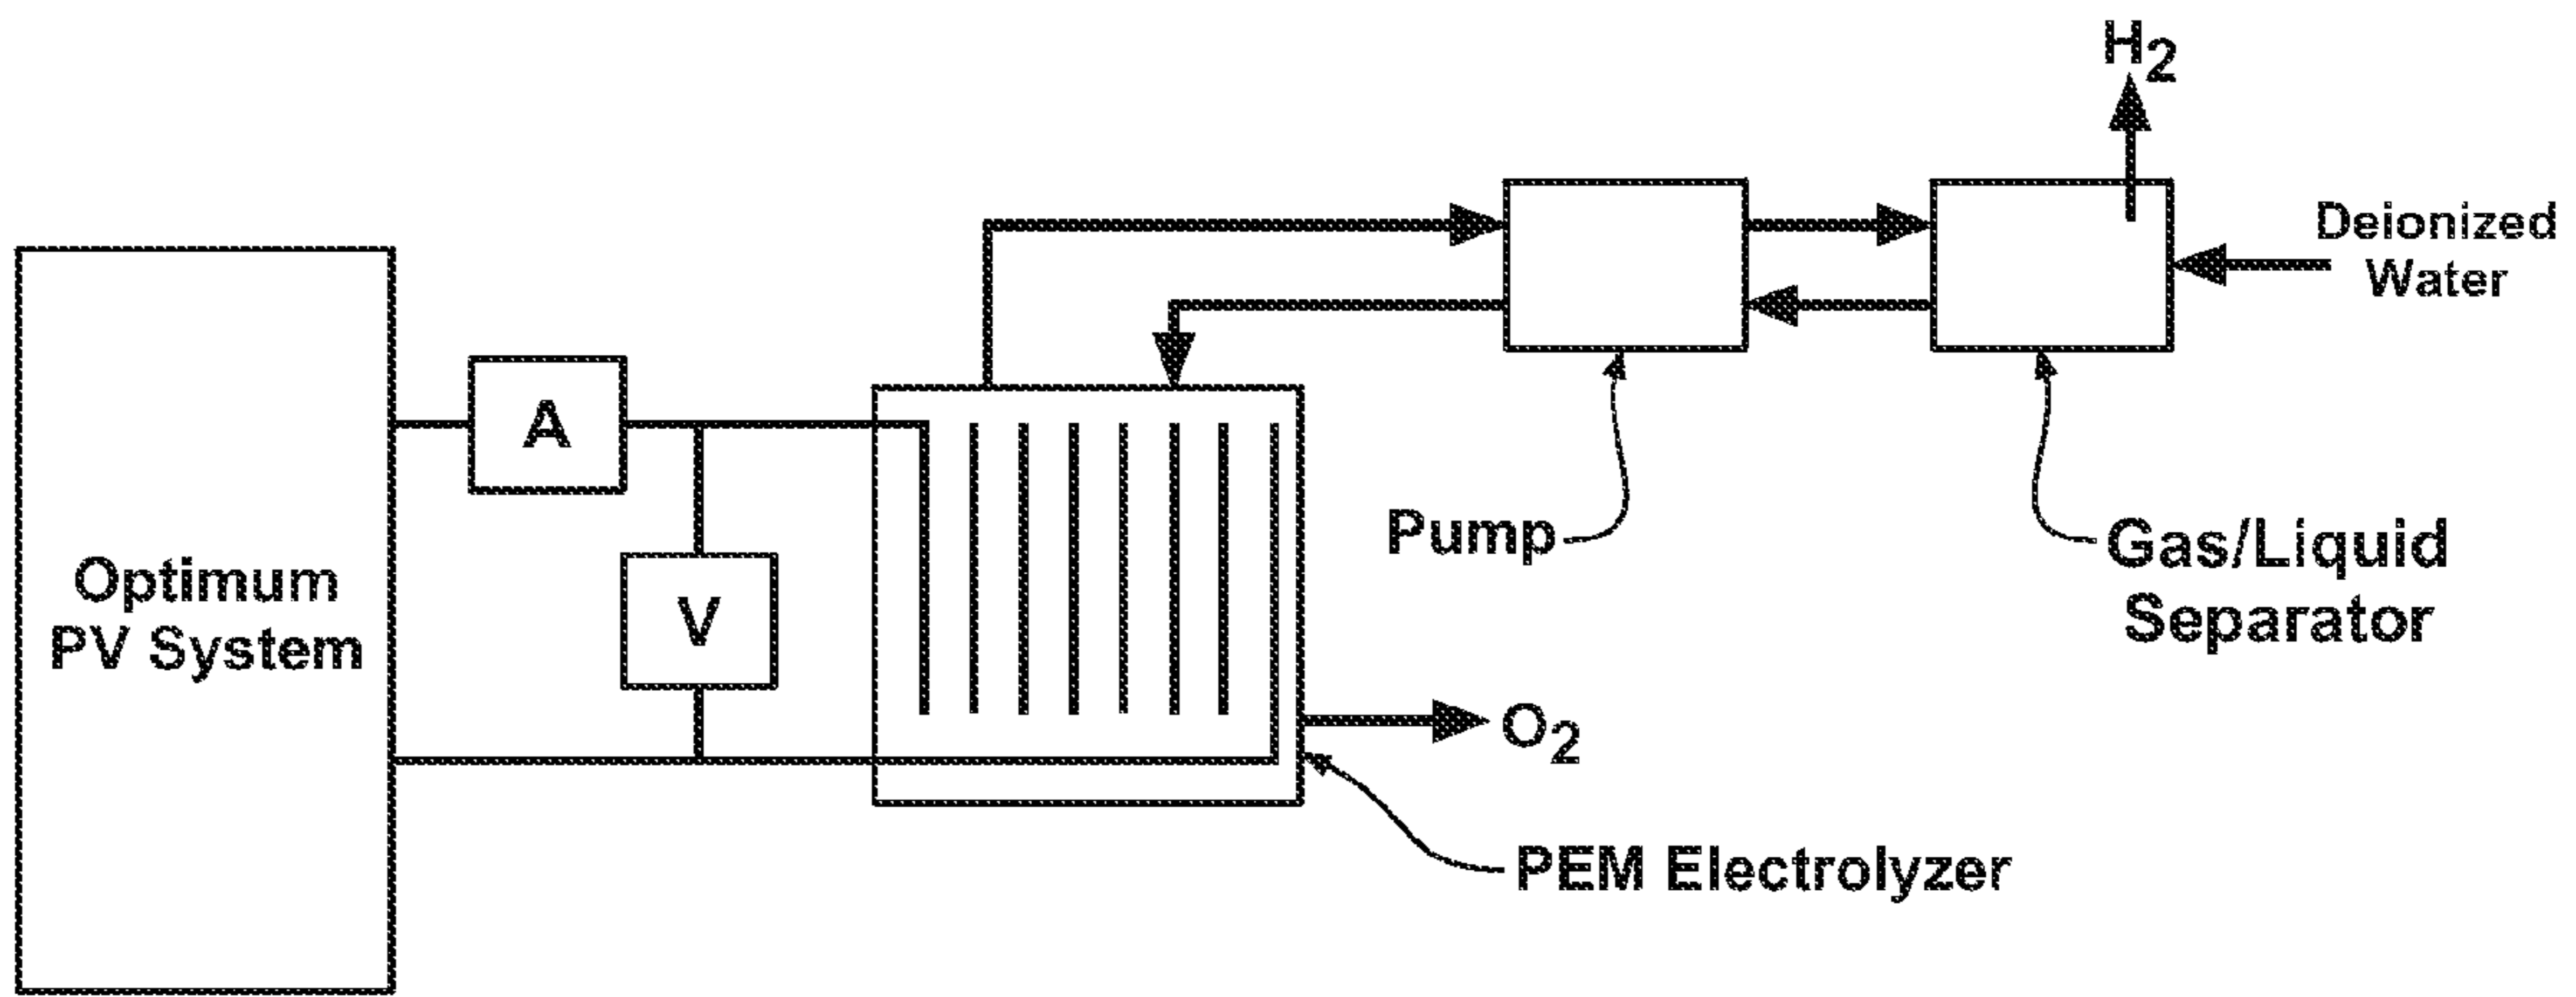 H2
Deionized
Water
A
Optimum
PV System
V
Pump
Gas/Liquid
Separator
O2
PEM Electrolyzer